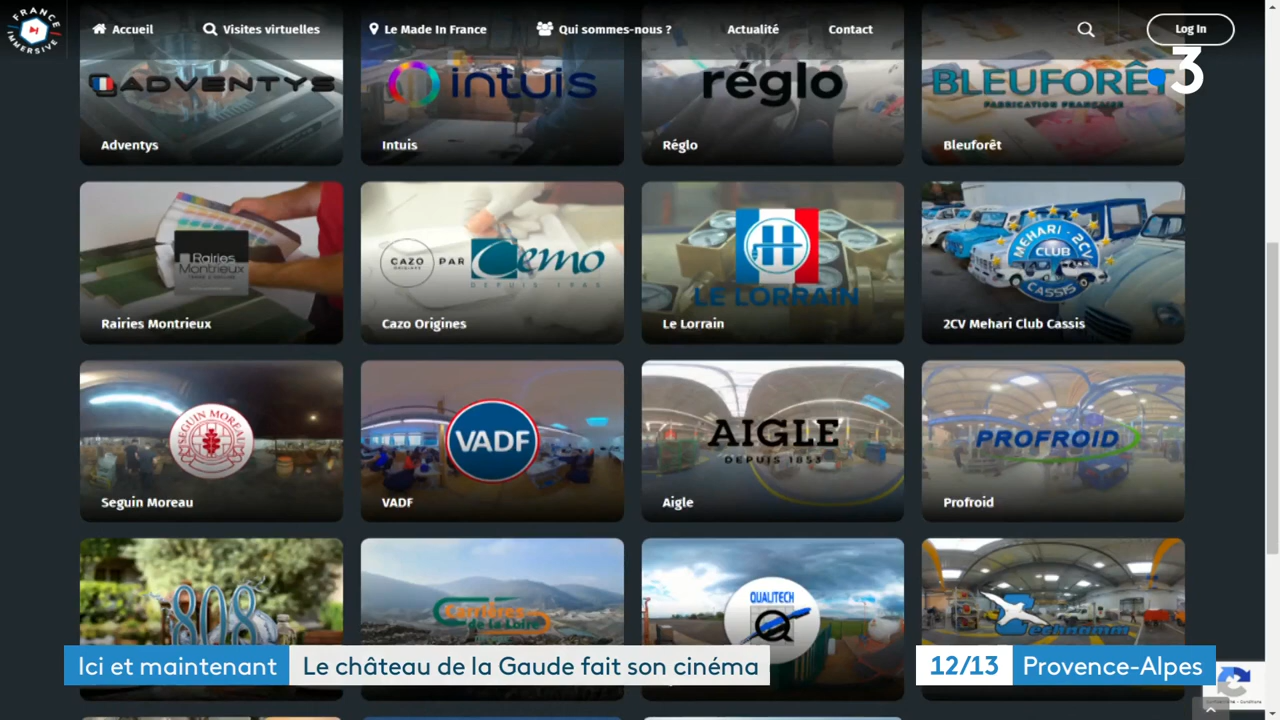 FRANCE
IMMERSIVE
Accueil
Visites virtuelles
Le Made In France
Qui sommes-nous ?
Actualité
Contact
Log In
.3
ADVENTYS
Adventys
intuis
Intuis
réglo
Réglo
BLEUFORÊT
FABRICATION FRANÇAISE
Bleuforêt
Rairies
Montrieux
Rairies Montrieux
CAZO
ORIGINES
PAR
Cemo
DEPUIS 1985
Cazo Origines
LE LORRAIN
Le Lorrain
MEHARI - 2CV
CLUB
CASSIS
2CV Mehari Club Cassis
SEGUIN MOREAU
Seguin Moreau
VADF
VADF
AIGLE
DEPUIS 1853
Aigle
PROFROID
Profroid
808
Carrières
de la Loire
QUALITECH
Technamm
Ici et maintenant
Le château de la Gaude fait son cinéma
12/13
Provence-Alpes